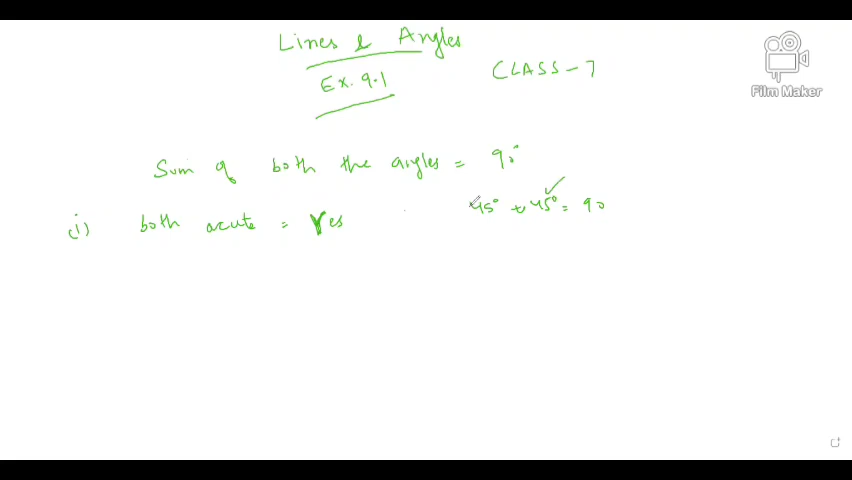 Lines & Angles
Ex. 9.1
CLASS - 7
Film Maker
Sum of both the angles = 90°
(i) both acute = Yes 45° + 45° = 90